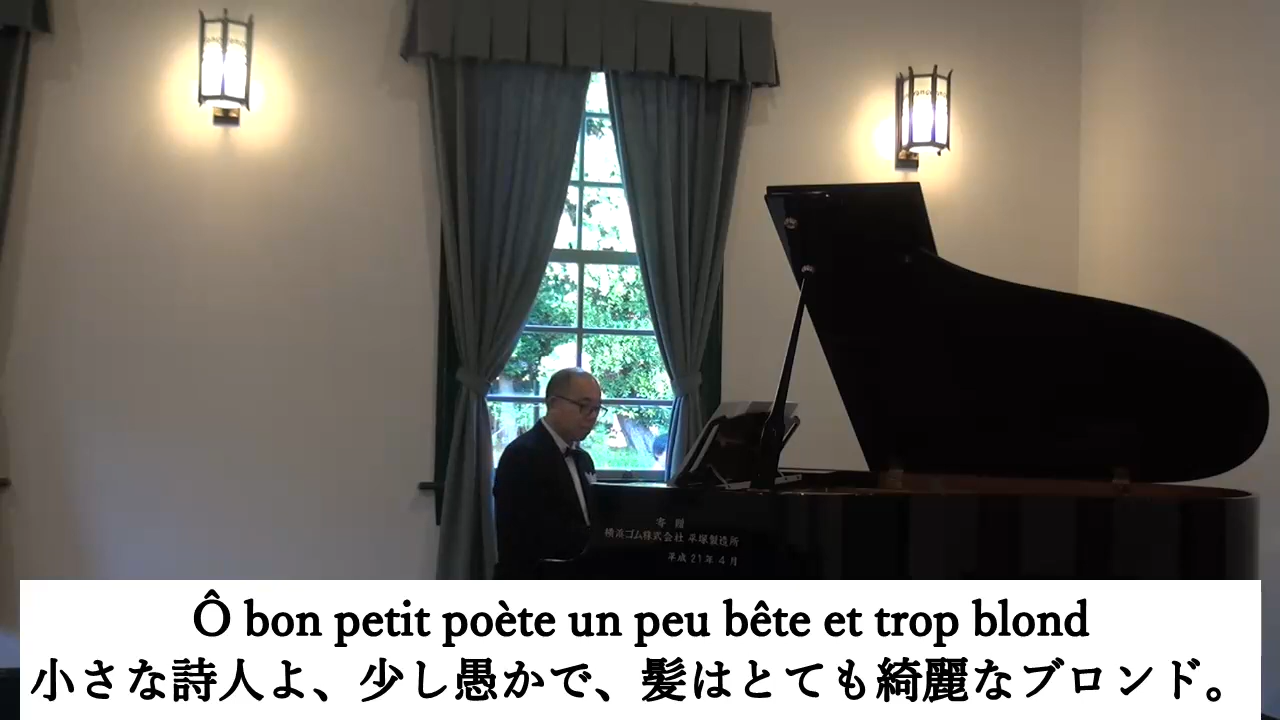 寄贈
横浜ゴム株式会社 平塚製造所
平成21年4月
Ô bon petit poète un peu bête et trop blond
小さな詩人よ、少し愚かで、髪はとても綺麗なブロンド。